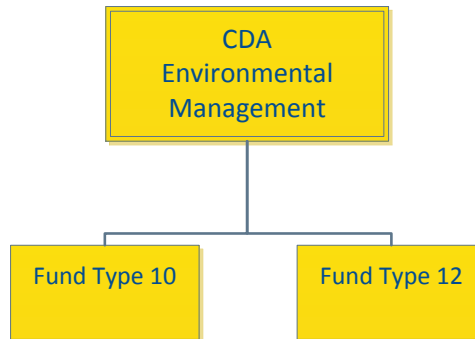 CDA
Environmental
Management
Fund Type 10
Fund Type 12